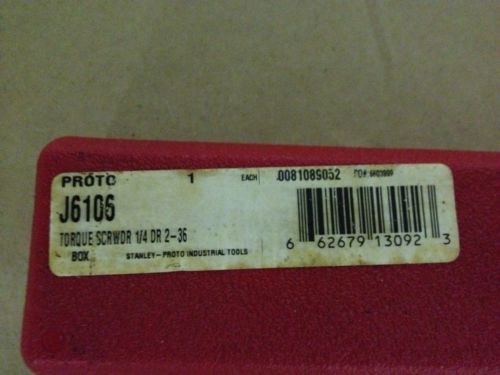 PROTO 1 EACH 0081089052
J6106
TORQUE SCRWDR 1/4 DR 2-36
BOX STANLEY-PROTO INDUSTRIAL TOOLS
6 62679 13092 3